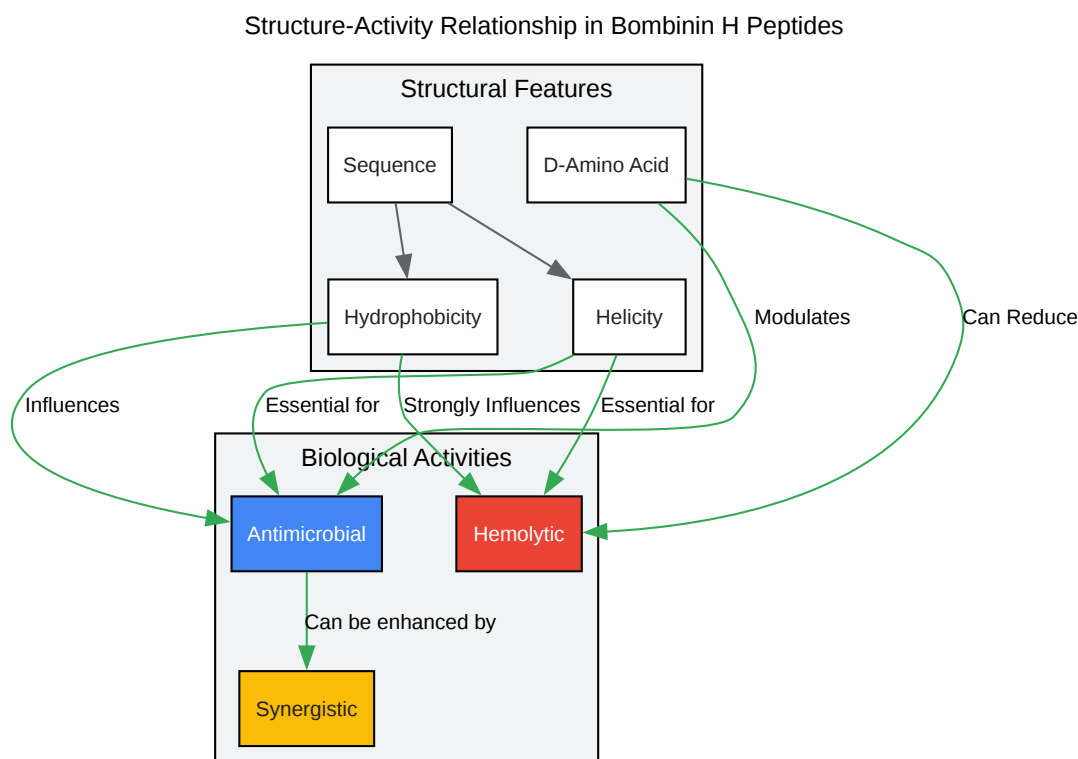 Structure-Activity Relationship in Bombinin H Peptides
Structural Features
Sequence
D-Amino Acid
Hydrophobicity
Helicity
Modulates
Can Reduce
Influences
Essential for
Strongly Influences
Essential for
Biological Activities
Antimicrobial
Hemolytic
Can be enhanced by
Synergistic